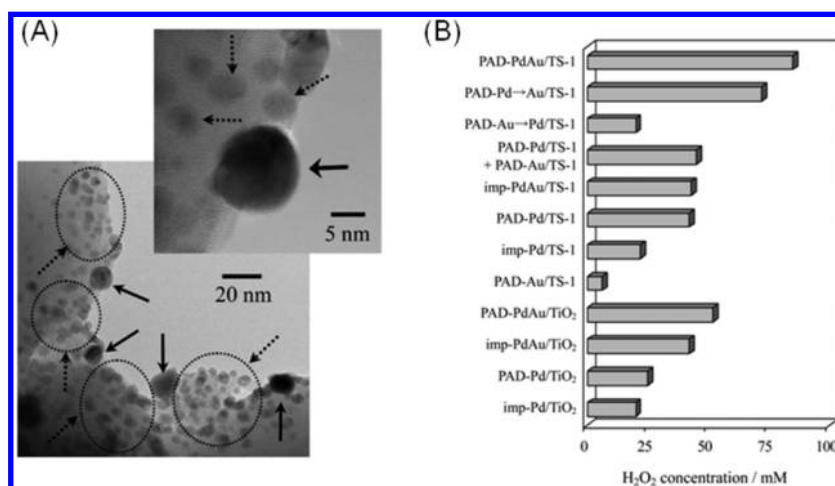 (A)
5 nm
20 nm
(B)
PAD-PdAu/TS-1
PAD-Pd→Au/TS-1
PAD-Au→Pd/TS-1
PAD-Pd/TS-1
+ PAD-Au/TS-1
imp-PdAu/TS-1
PAD-Pd/TS-1
imp-Pd/TS-1
PAD-Au/TS-1
PAD-PdAu/TiO₂
imp-PdAu/TiO₂
PAD-Pd/TiO₂
imp-Pd/TiO₂
0 25 50 75 100
H₂O₂ concentration / mM